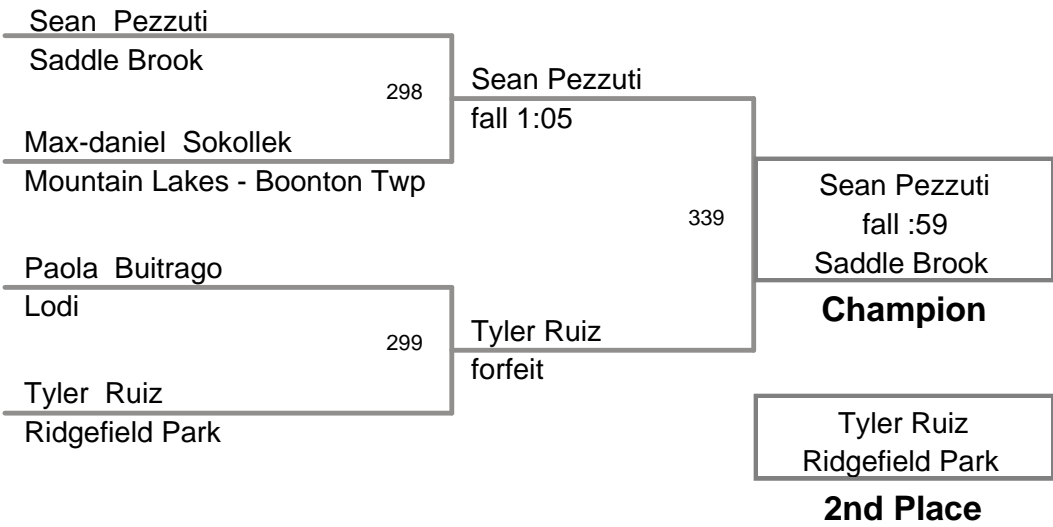 Sean Pezzuti
Saddle Brook
298
Max-daniel Sokollek
Mountain Lakes - Boonton Twp
Paola Buitrago
Lodi
299
Tyler Ruiz
Ridgefield Park
Sean Pezzuti
fall 1:05
339
Tyler Ruiz
forfeit
Sean Pezzuti
fall :59
Saddle Brook
Champion
Tyler Ruiz
Ridgefield Park
2nd Place